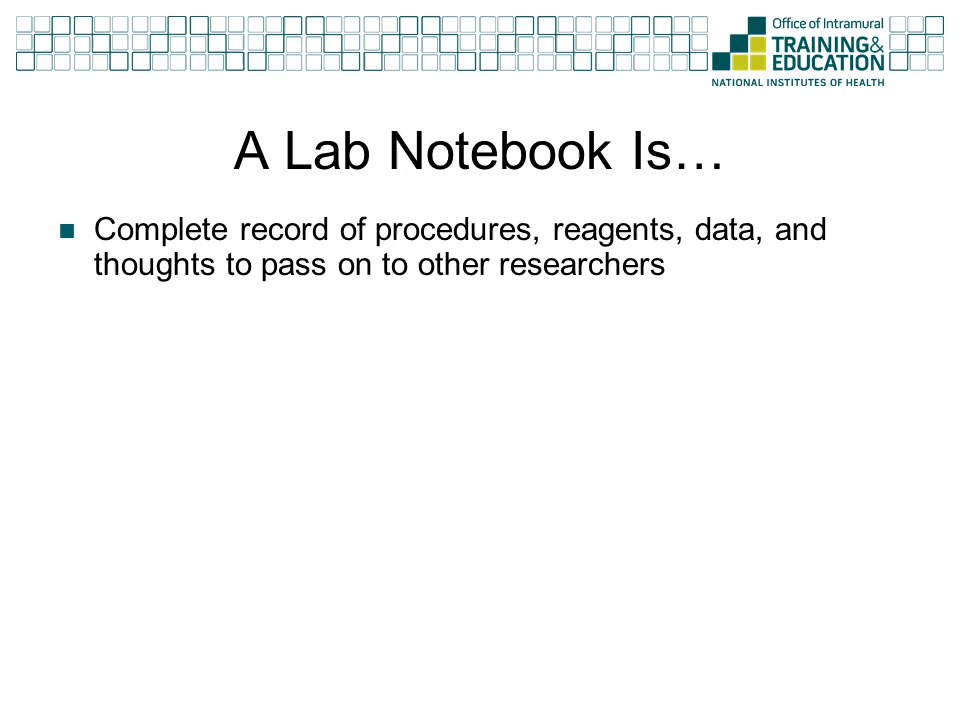 Office of Intramural
TRAINING&
EDUCATION
NATIONAL INSTITUTES OF HEALTH
A Lab Notebook Is…
Complete record of procedures, reagents, data, and
thoughts to pass on to other researchers